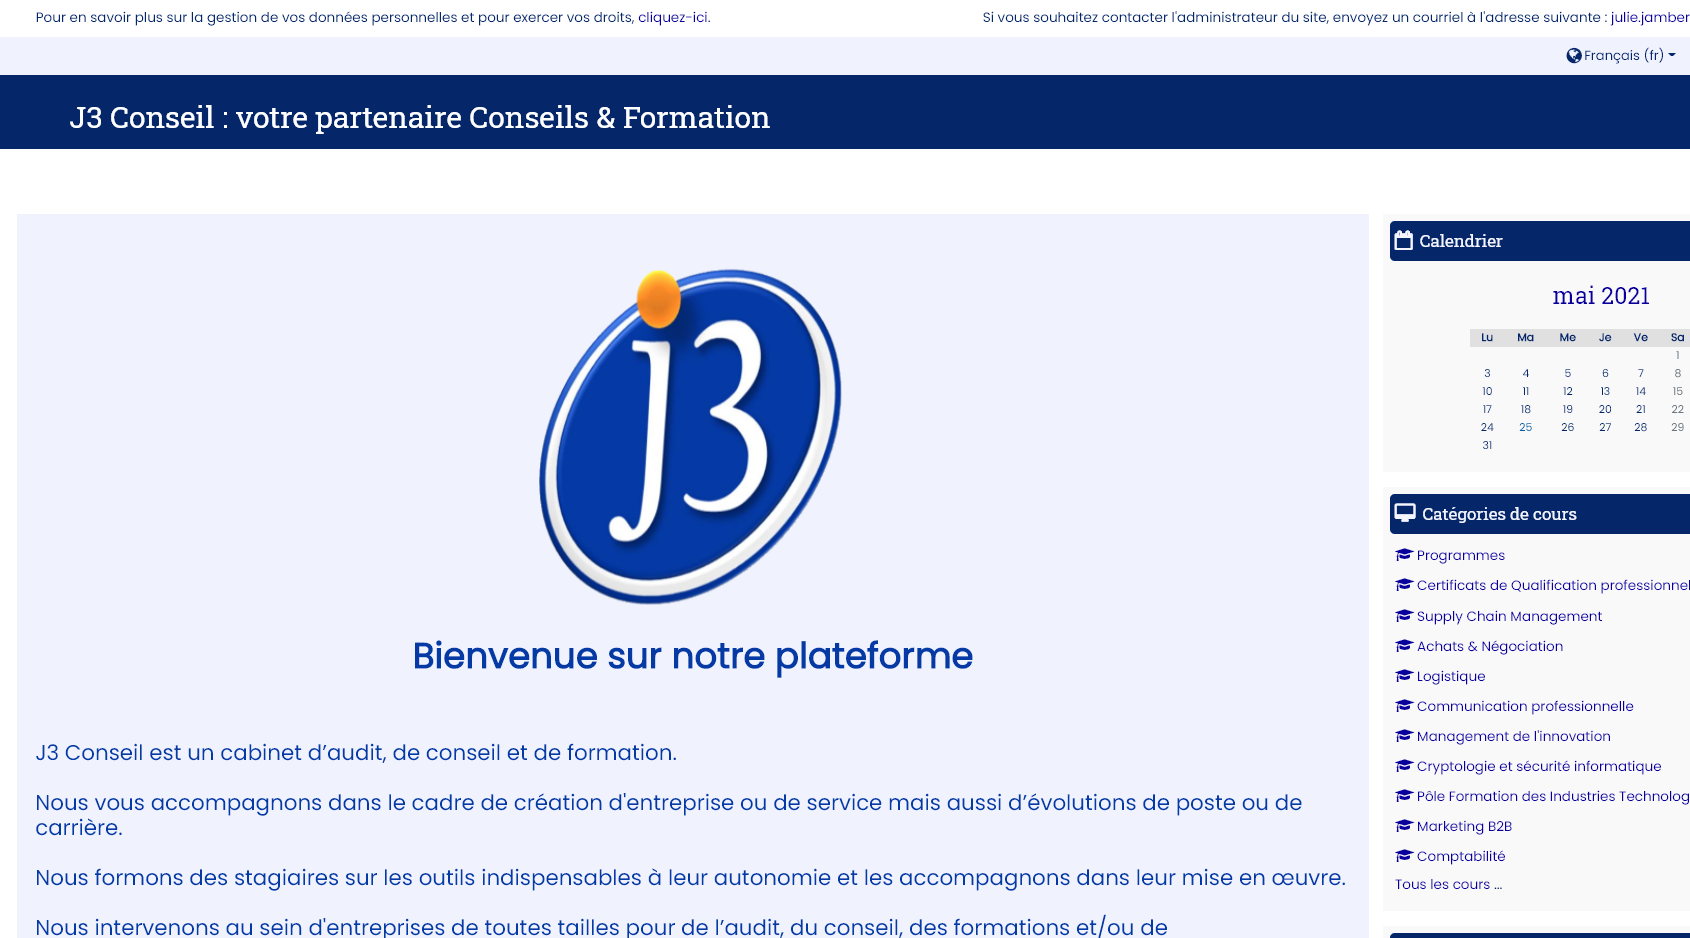 Pour en savoir plus sur la gestion de vos données personnelles et pour exercer vos droits, cliquez-ici.
Si vous souhaitez contacter l'administrateur du site, envoyez un courriel à l'adresse suivante : julie.jamber
Français (fr)
J3 Conseil : votre partenaire Conseils & Formation
j3
Bienvenue sur notre plateforme
J3 Conseil est un cabinet d’audit, de conseil et de formation.
Nous vous accompagnons dans le cadre de création d'entreprise ou de service mais aussi d’évolutions de poste ou de
carrière.
Nous formons des stagiaires sur les outils indispensables à leur autonomie et les accompagnons dans leur mise en œuvre.
Nous intervenons au sein d'entreprises de toutes tailles pour de l’audit, du conseil, des formations et/ou de
Calendrier
mai 2021
Lu Ma Me Je Ve Sa
1
3 4 5 6 7 8
10 11 12 13 14 15
17 18 19 20 21 22
24 25 26 27 28 29
31
Catégories de cours
Programmes
Certificats de Qualification professionnel
Supply Chain Management
Achats & Négociation
Logistique
Communication professionnelle
Management de l'innovation
Cryptologie et sécurité informatique
Pôle Formation des Industries Technolog
Marketing B2B
Comptabilité
Tous les cours ...